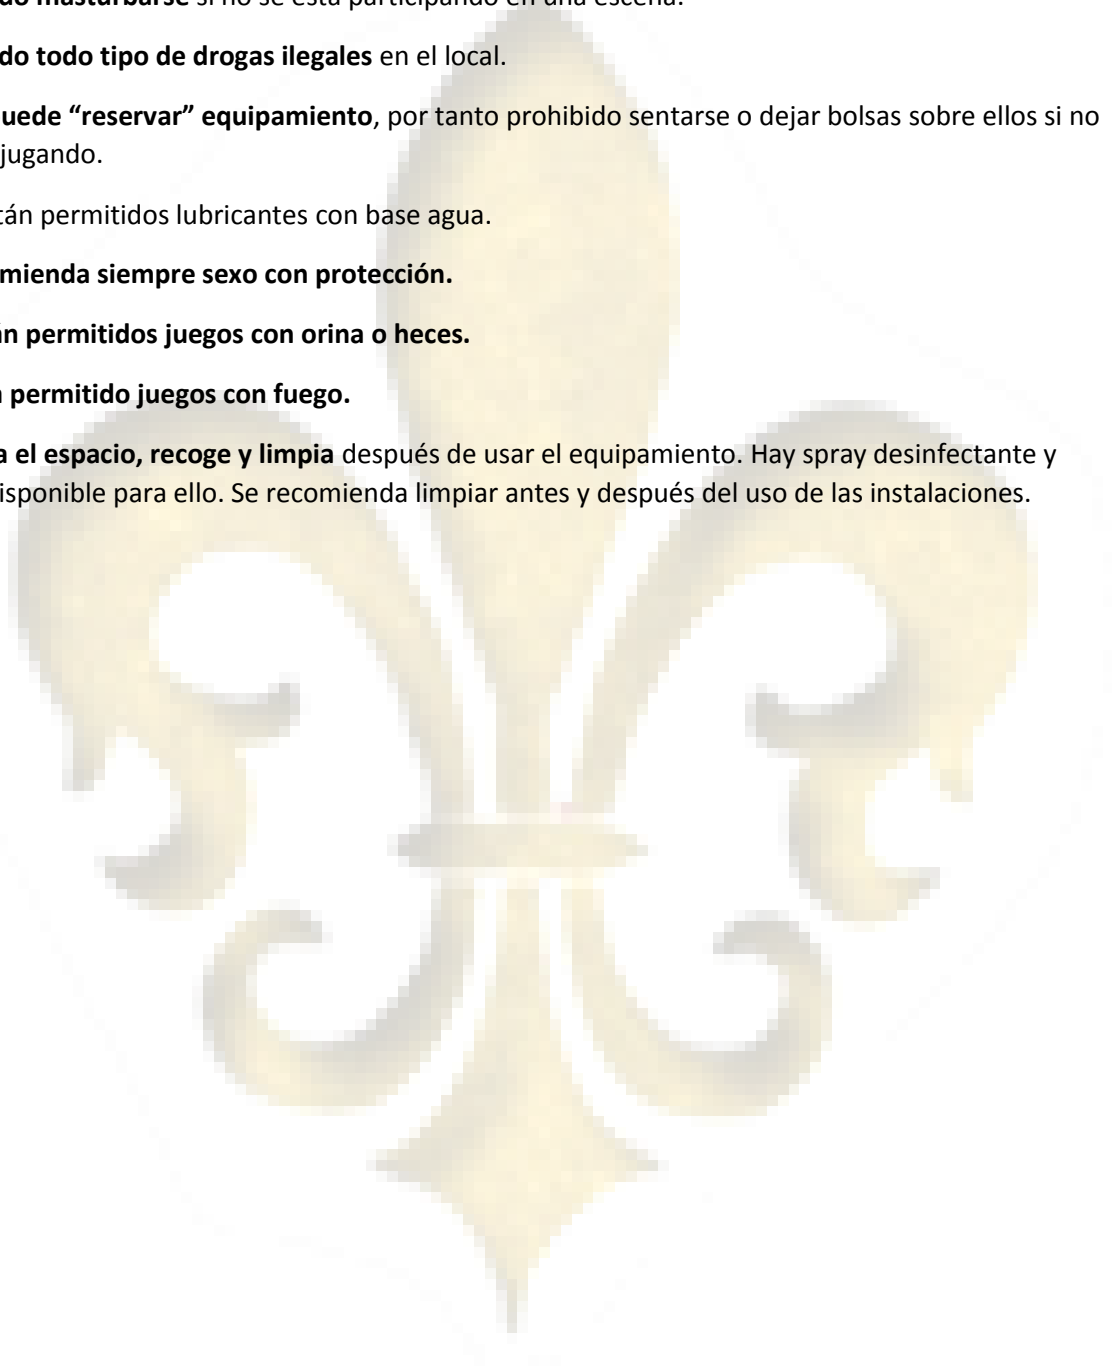 do masturbarse si no se está participando en una escena.
do todo tipo de drogas ilegales en el local.
uede “reservar” equipamiento, por tanto prohibido sentarse o dejar bolsas sobre ellos si no
jugando.
tán permitidos lubricantes con base agua.
mienda siempre sexo con protección.
n permitidos juegos con orina o heces.
permitido juegos con fuego.
a el espacio, recoge y limpia después de usar el equipamiento. Hay spray desinfectante y
isponible para ello. Se recomienda limpiar antes y después del uso de las instalaciones.